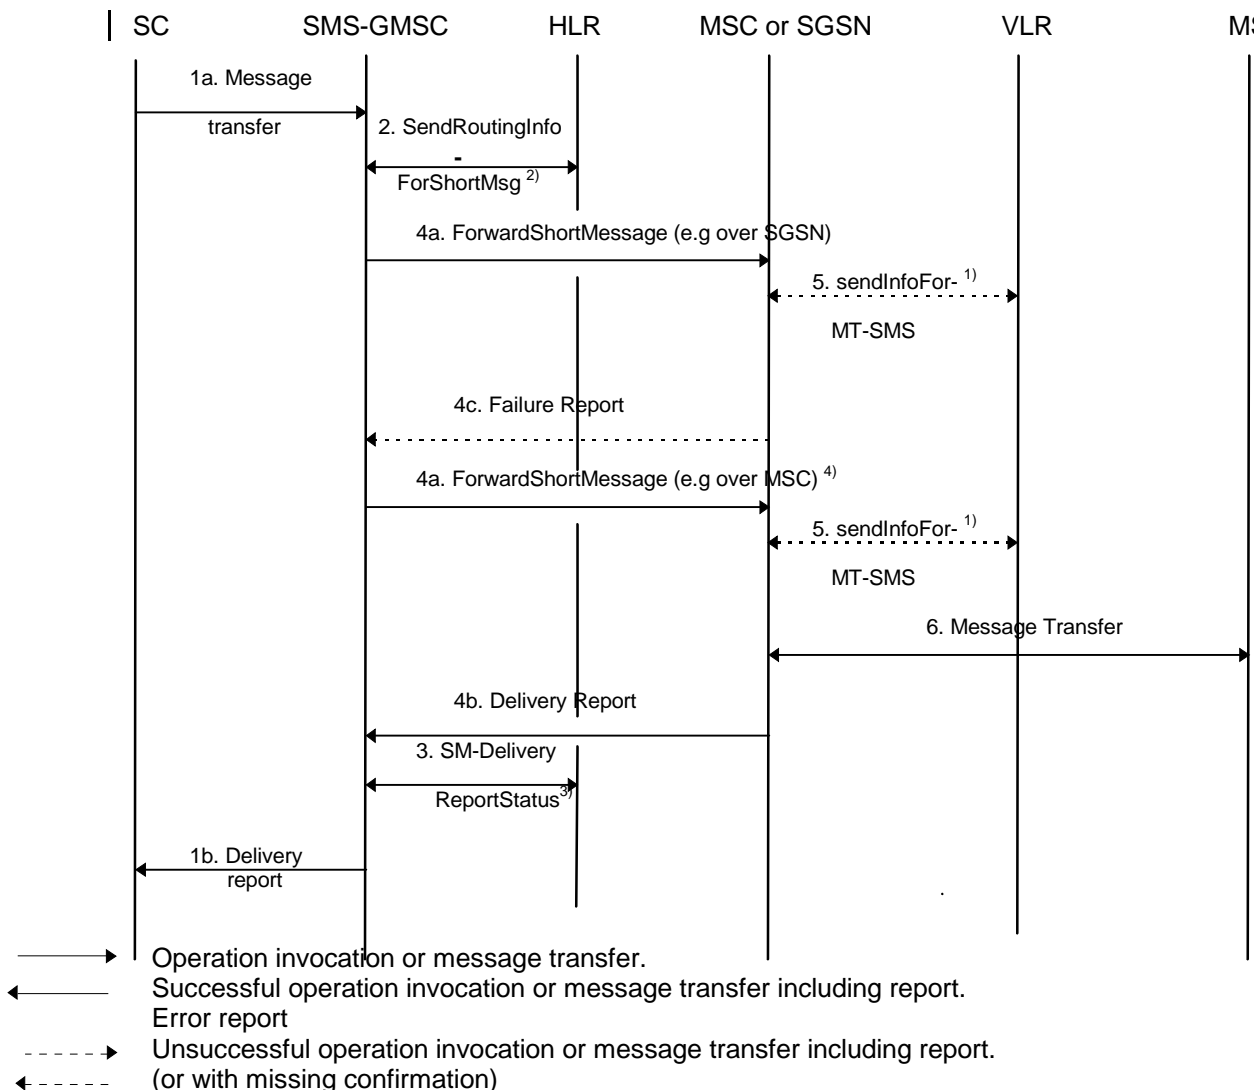 SC SMS-GMSC HLR MSC or SGSN VLR MS
1a. Message
transfer
2. SendRoutingInfo
-
ForShortMsg 2)
4a. ForwardShortMessage (e.g over SGSN)
5. sendInfoFor- 1)
MT-SMS
4c. Failure Report
4a. ForwardShortMessage (e.g over MSC) 4)
5. sendInfoFor- 1)
MT-SMS
6. Message Transfer
4b. Delivery Report
3. SM-Delivery
ReportStatus3)
1b. Delivery
report
.
Operation invocation or message transfer.
Successful operation invocation or message transfer including report.
Error report
Unsuccessful operation invocation or message transfer including report.
(or with missing confirmation)